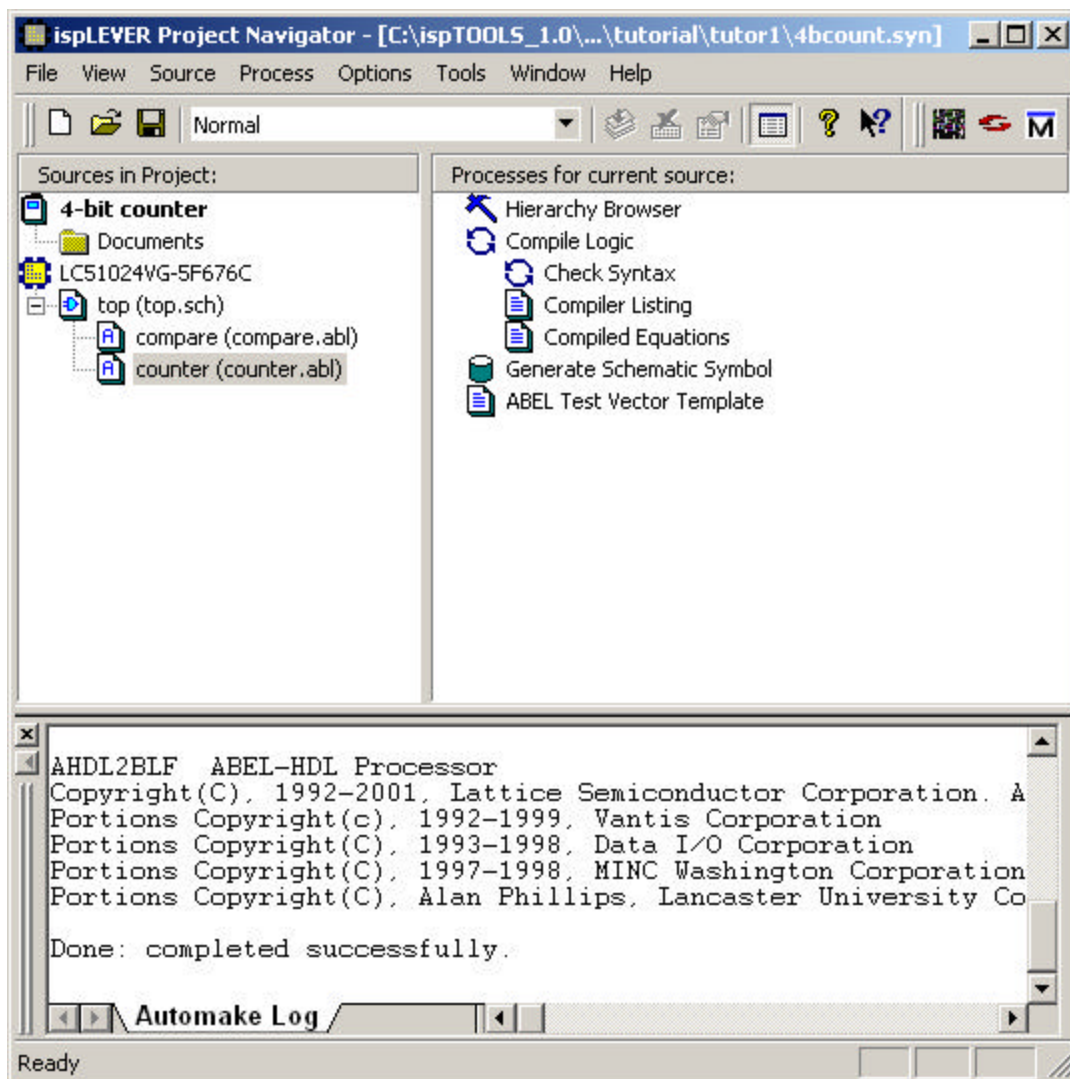 ispLEVER Project Navigator - [C:\ispTOOLS_1.0\...\tutorial\tutor1\4bcount.syn]
File View Source Process Options Tools Window Help
Normal
Sources in Project:
4-bit counter
Documents
LC51024VG-5F676C
top (top.sch)
compare (compare.abl)
counter (counter.abl)
Processes for current source:
Hierarchy Browser
Compile Logic
Check Syntax
Compiler Listing
Compiled Equations
Generate Schematic Symbol
ABEL Test Vector Template
AHDL2BLF ABEL-HDL Processor
Copyright(C), 1992-2001, Lattice Semiconductor Corporation. A
Portions Copyright(c), 1992-1999, Vantis Corporation
Portions Copyright(C), 1993-1998, Data I/O Corporation
Portions Copyright(C), 1997-1998, MINC Washington Corporation
Portions Copyright(C), Alan Phillips, Lancaster University Co
Done: completed successfully.
Automake Log
Ready